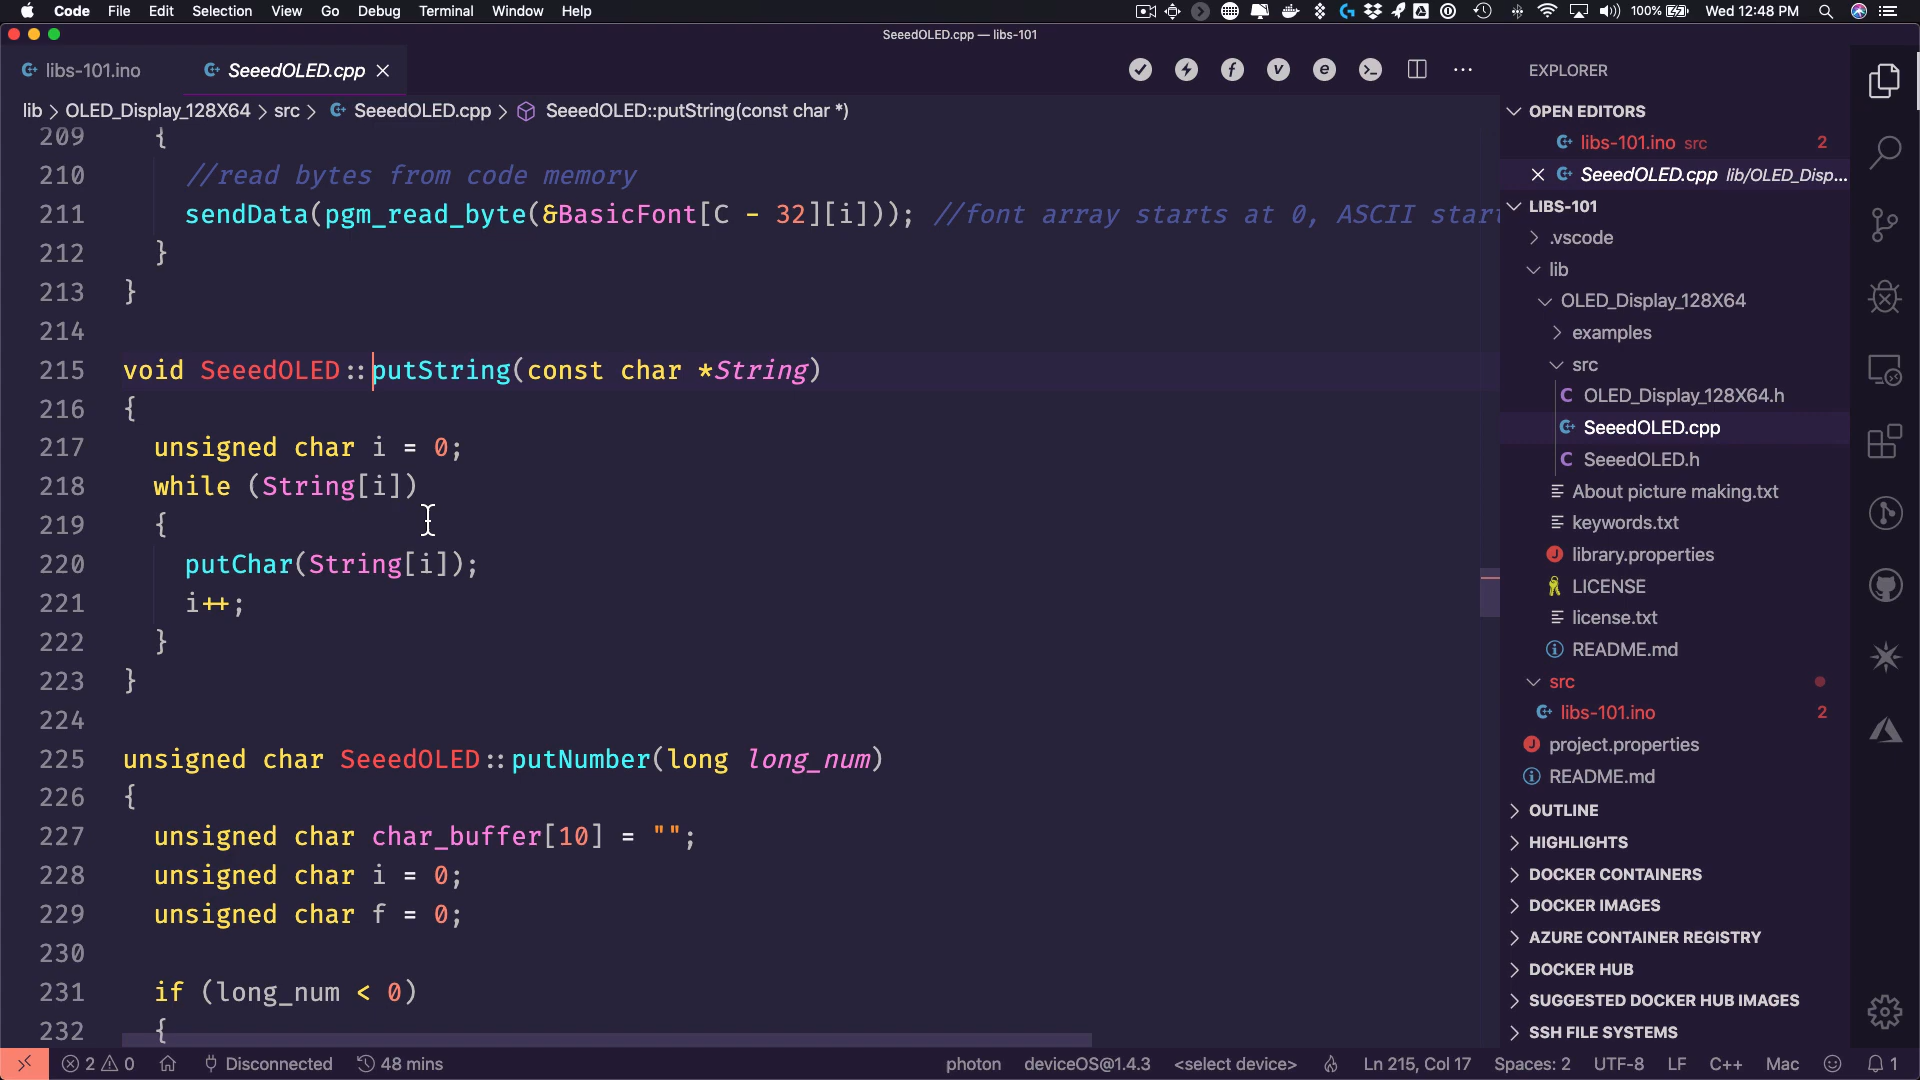 Code File Edit Selection View Go Debug Terminal Window Help 100% Wed 12:48 PM
SeeedOLED.cpp — libs-101
libs-101.ino SeeedOLED.cpp
lib > OLED_Display_128X64 > src > SeeedOLED.cpp > SeeedOLED::putString(const char *)
209 {
210 //read bytes from code memory
211 sendData(pgm_read_byte(&BasicFont[C - 32][i])); //font array starts at 0, ASCII start
212 }
213 }
214
215 void SeeedOLED::putString(const char *String)
216 {
217 unsigned char i = 0;
218 while (String[i])
219 {
220 putChar(String[i]);
221 i++;
222 }
223 }
224
225 unsigned char SeeedOLED::putNumber(long long_num)
226 {
227 unsigned char char_buffer[10] = "";
228 unsigned char i = 0;
229 unsigned char f = 0;
230
231 if (long_num < 0)
232 {
EXPLORER
OPEN EDITORS
libs-101.ino src 2
SeeedOLED.cpp lib/OLED_Disp...
LIBS-101
.vscode
lib
OLED_Display_128X64
examples
src
OLED_Display_128X64.h
SeeedOLED.cpp
SeeedOLED.h
About picture making.txt
keywords.txt
library.properties
LICENSE
license.txt
README.md
src
libs-101.ino 2
project.properties
README.md
OUTLINE
HIGHLIGHTS
DOCKER CONTAINERS
DOCKER IMAGES
AZURE CONTAINER REGISTRY
DOCKER HUB
SUGGESTED DOCKER HUB IMAGES
SSH FILE SYSTEMS
2 0 Disconnected 48 mins photon deviceOS@1.4.3 <select device> Ln 215, Col 17 Spaces: 2 UTF-8 LF C++ Mac 1